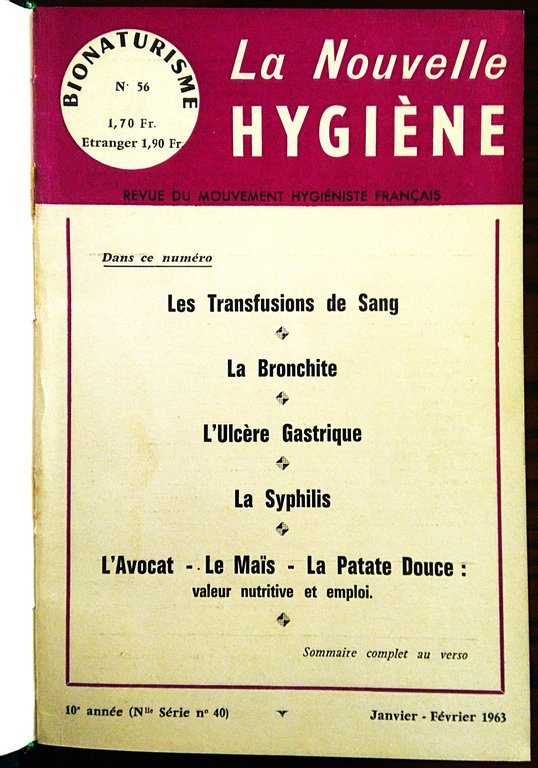 BIONATURISME
N° 56
1,70 Fr.
Etranger 1,90 Fr.
La Nouvelle
HYGIÈNE
REVUE DU MOUVEMENT HYGIÉNISTE FRANÇAIS
Dans ce numéro
Les Transfusions de Sang
La Bronchite
L'Ulcère Gastrique
La Syphilis
L'Avocat - Le Maïs - La Patate Douce :
valeur nutritive et emploi.
Sommaire complet au verso
10e année (Nlle Série n° 40)
Janvier - Février 1963